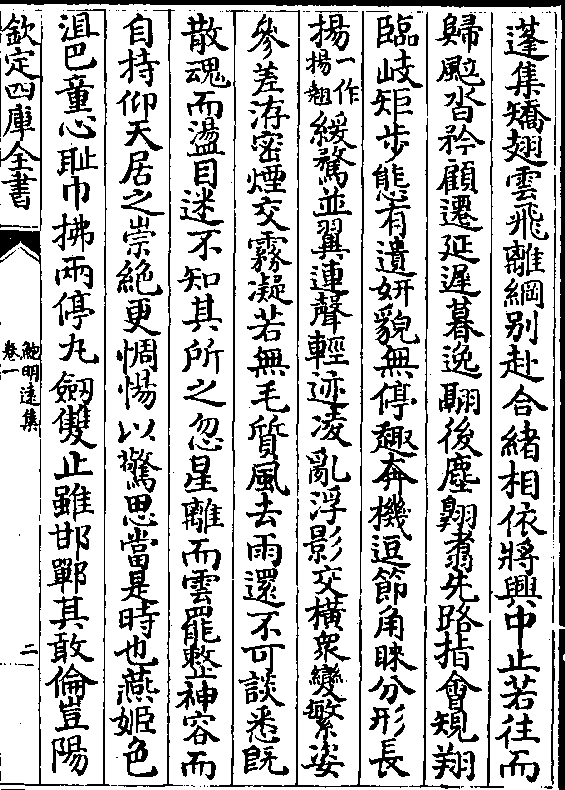 蓬集矯翅雲飛離綱别赴合緒相依將興中止若往而
歸颯沓矜顧遷延遲暮逸翮後塵翱翥先路指㑹規翔
臨岐矩步態有遺妍貌無停趣奔機逗節角睞分形長
揚一作揚翹緩騖並翼連聲輕迹凌亂浮影交横衆變繁姿
參差洊密煙交霧凝若無毛質風去雨還不可談悉既
散魂而盪目迷不知其所之忽星離而雲罷整神容而
自持仰天居之崇絶更惆悵以驚思當是時也燕姬色
沮巴童心耻巾拂兩停丸劒雙止雖邯鄲其敢倫豈陽
欽定四庫全書
鮑明遠集
卷一
二